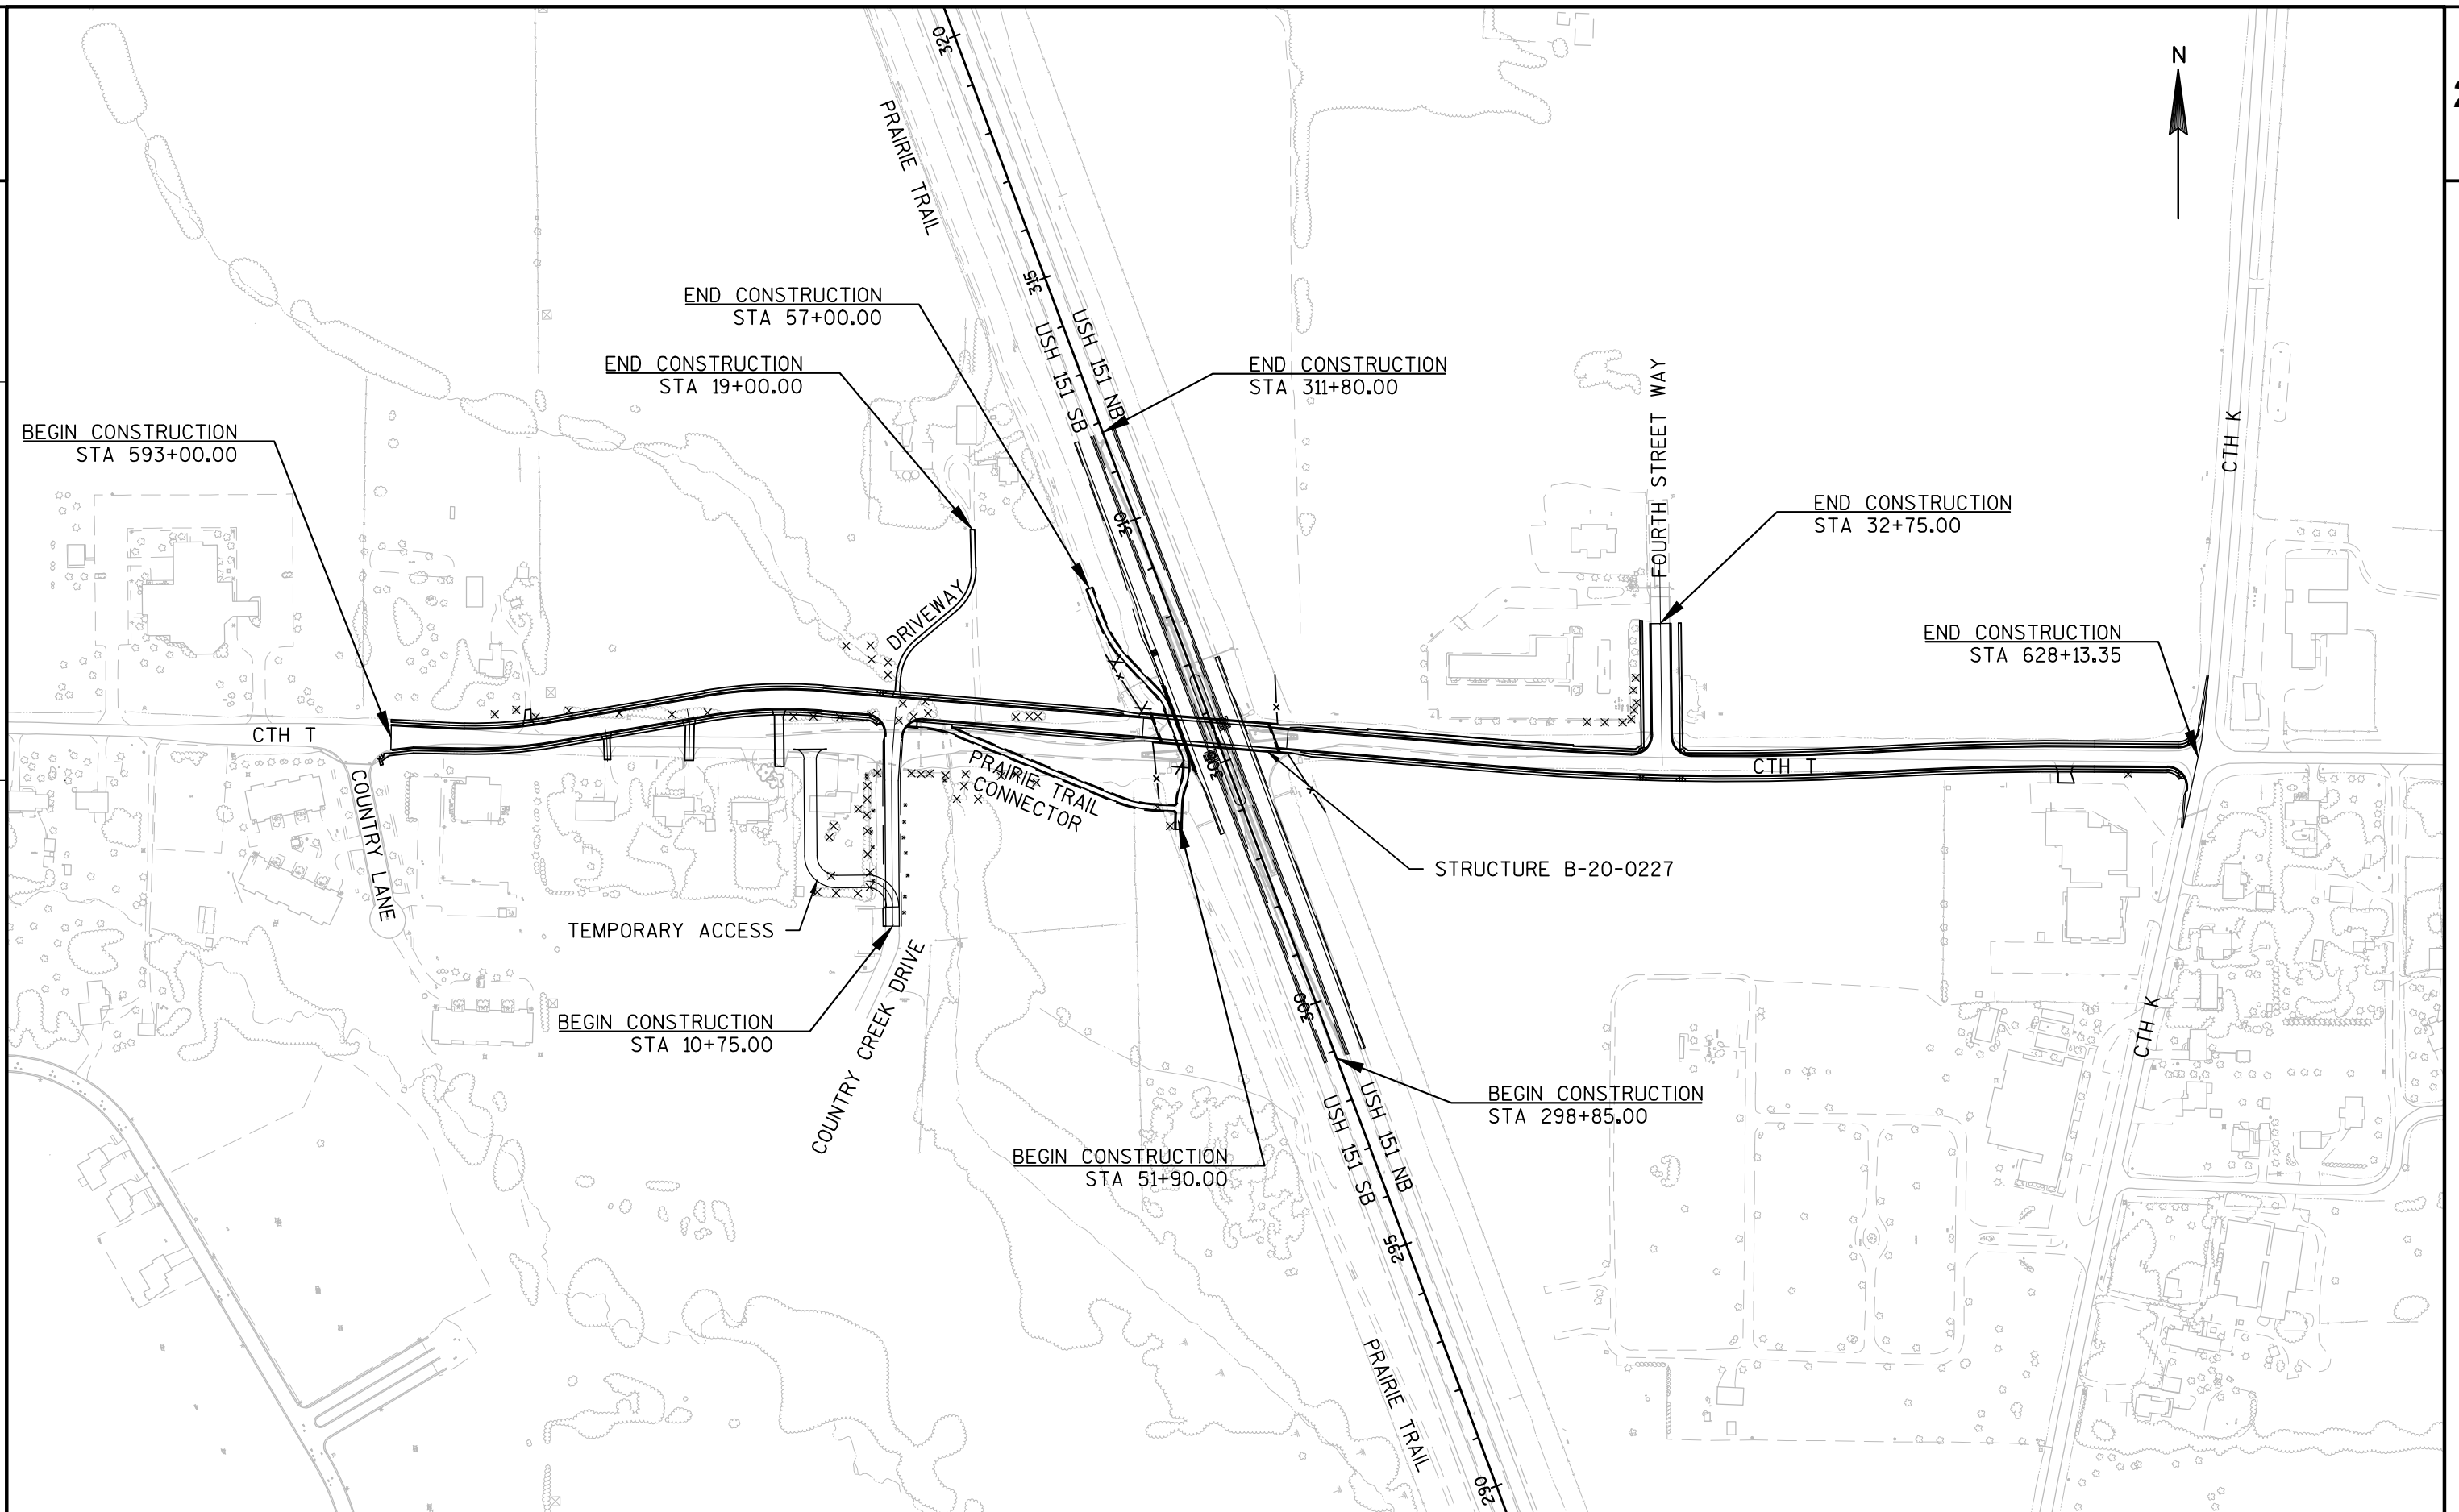 N
2
320
PRAIRIE TRAIL
315
END CONSTRUCTION
STA 57+00.00
USH 151 NB
USH 151 SB
END CONSTRUCTION
STA 19+00.00
END CONSTRUCTION
STA 311+80.00
FOURTH STREET WAY
CTH K
BEGIN CONSTRUCTION
STA 593+00.00
END CONSTRUCTION
STA 32+75.00
310
DRIVEWAY
END CONSTRUCTION
STA 628+13.35
CTH T
305
CTH T
PRAIRIE TRAIL
CONNECTOR
COUNTRY LANE
STRUCTURE B-20-0227
TEMPORARY ACCESS
COUNTRY CREEK DRIVE
300
BEGIN CONSTRUCTION
STA 10+75.00
CTH K
BEGIN CONSTRUCTION
STA 298+85.00
USH 151 NB
USH 151 SB
BEGIN CONSTRUCTION
STA 51+90.00
295
PRAIRIE TRAIL
290